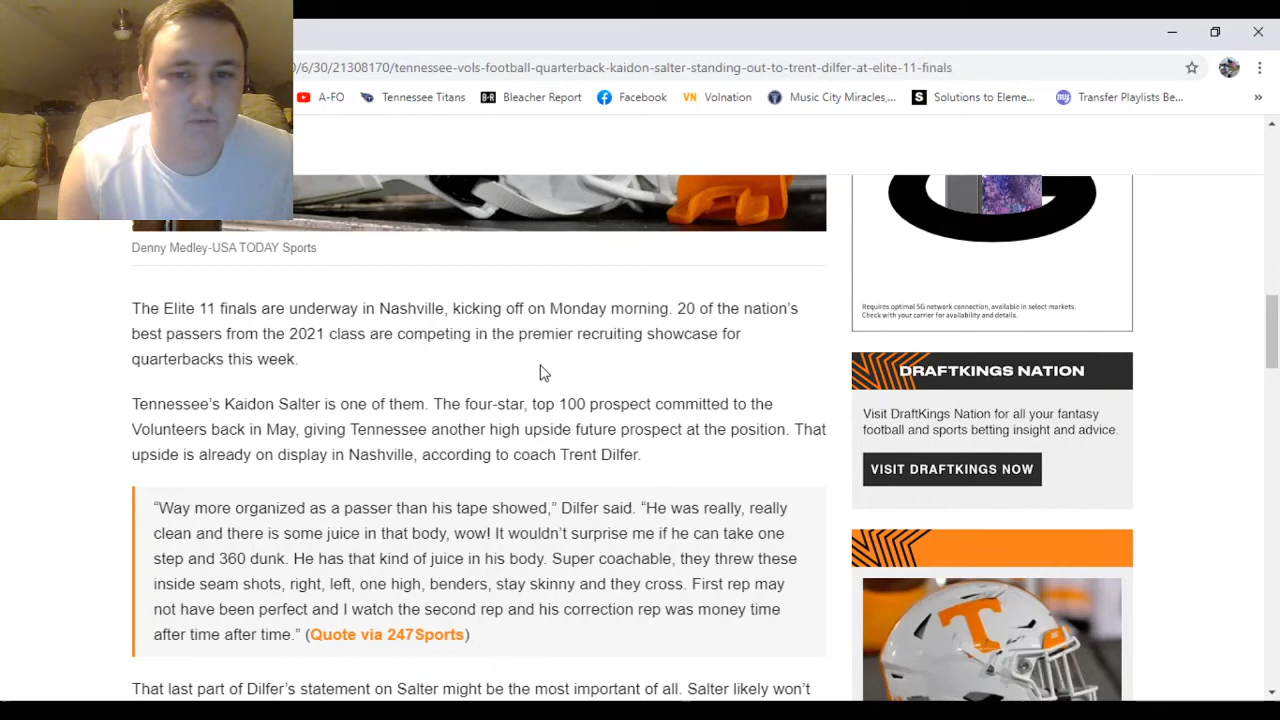 0/6/30/21308170/tennessee-vols-football-quarterback-kaidon-salter-standing-out-to-trent-dilfer-at-elite-11-finals
A-FO
Tennessee Titans
B/R Bleacher Report
Facebook
VN Volnation
Music City Miracles,...
S Solutions to Eleme...
my Transfer Playlists Be...
»
Denny Medley-USA TODAY Sports
The Elite 11 finals are underway in Nashville, kicking off on Monday morning. 20 of the nation’s
best passers from the 2021 class are competing in the premier recruiting showcase for
quarterbacks this week.
Tennessee’s Kaidon Salter is one of them. The four-star, top 100 prospect committed to the
Volunteers back in May, giving Tennessee another high upside future prospect at the position. That
upside is already on display in Nashville, according to coach Trent Dilfer.
“Way more organized as a passer than his tape showed,” Dilfer said. “He was really, really
clean and there is some juice in that body, wow! It wouldn’t surprise me if he can take one
step and 360 dunk. He has that kind of juice in his body. Super coachable, they threw these
inside seam shots, right, left, one high, benders, stay skinny and they cross. First rep may
not have been perfect and I watch the second rep and his correction rep was money time
after time after time.” (Quote via 247Sports)
That last part of Dilfer’s statement on Salter might be the most important of all. Salter likely won’t
Requires optimal 5G network connection, available in select markets.
Check with your carrier for availability and details.
DRAFTKINGS NATION
Visit DraftKings Nation for all your fantasy
football and sports betting insight and advice.
VISIT DRAFTKINGS NOW
T